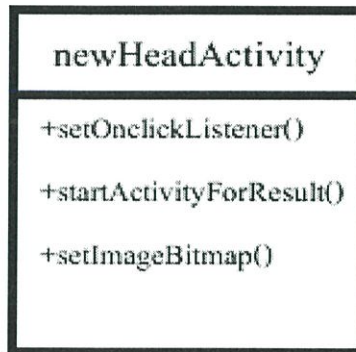 newHeadActivity
+setOnclickListener()
+startActivityForResult()
+setImageBitmap()